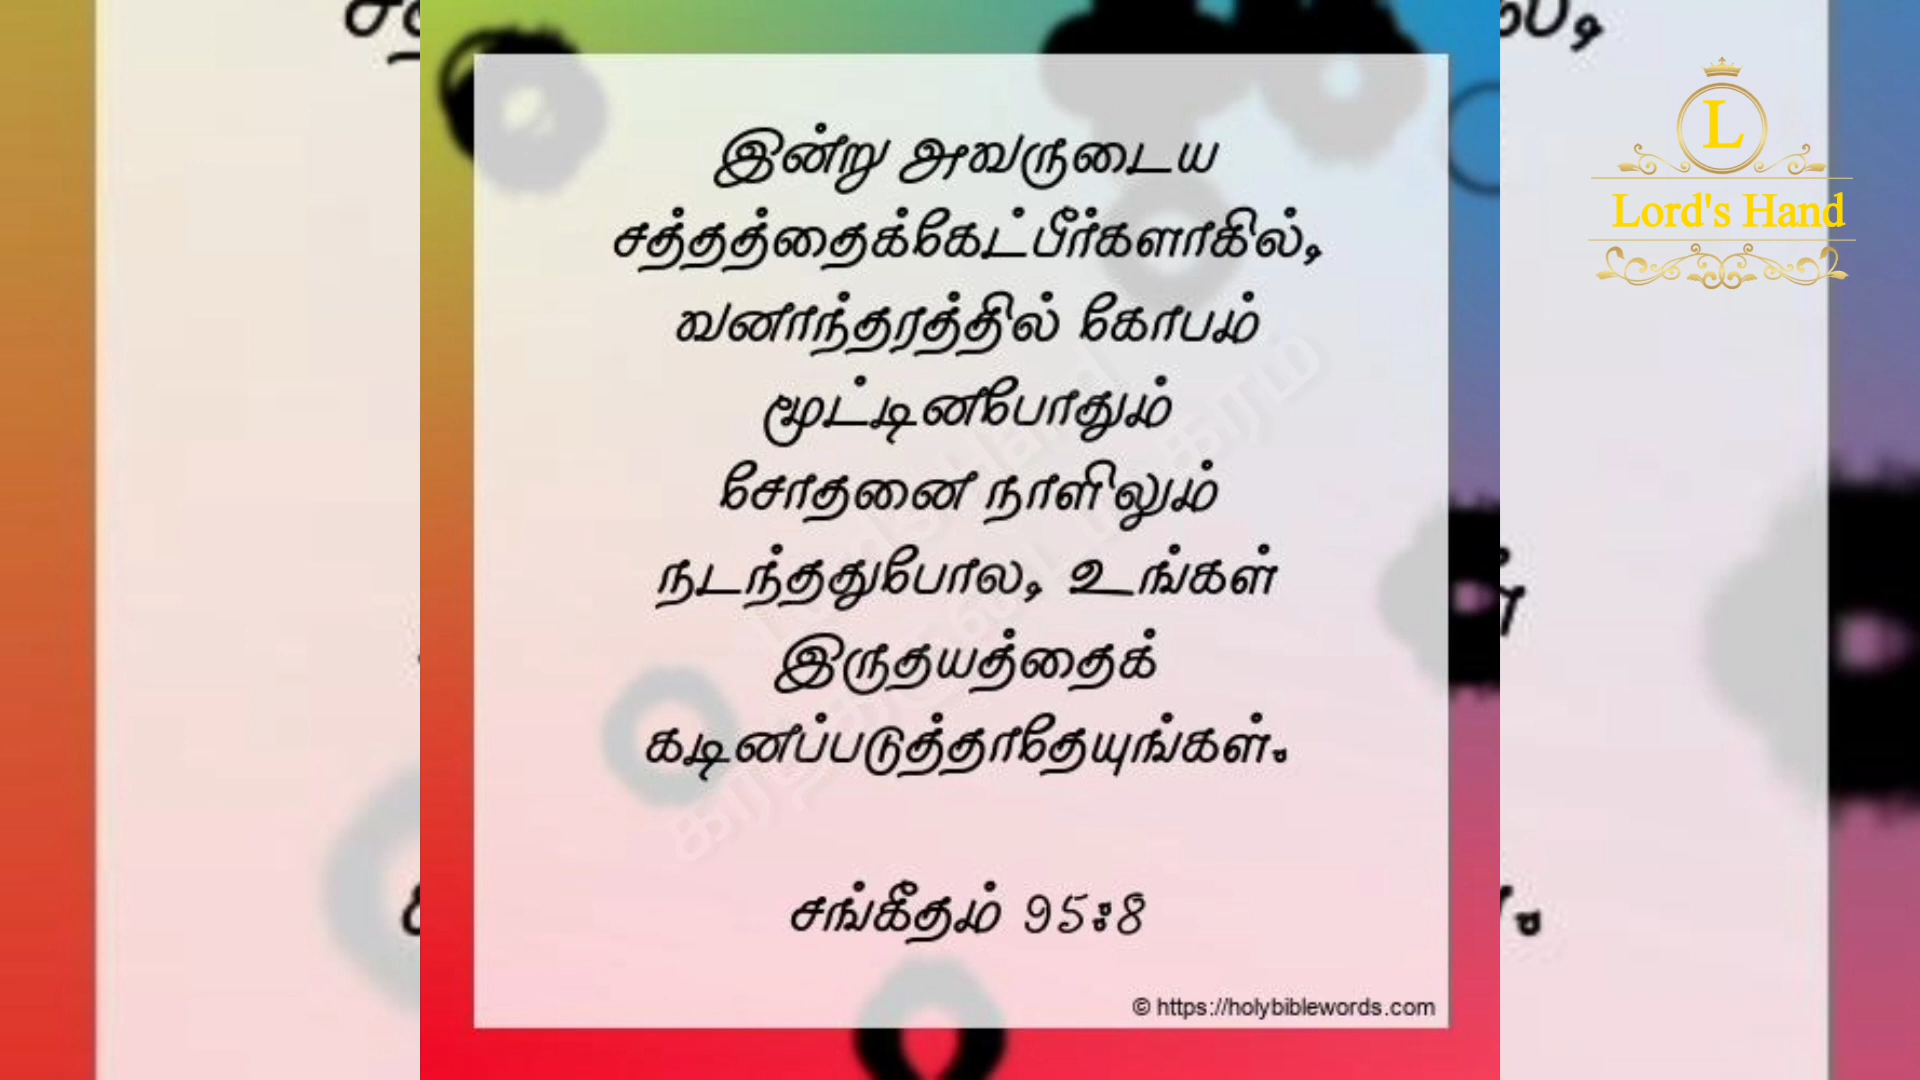 இன்று அவருடைய
சத்தத்தைக்கேட்பீர்களாகில்,
வனாந்தரத்தில் கோபம்
மூட்டினபோதும்
சோதனை நாளிலும்
நடந்ததுபோல, உங்கள்
இருதயத்தைக்
கடினப்படுத்தாதேயுங்கள்.
சங்கீதம் 95:8
© https://holybiblewords.com
L
Lord's Hand